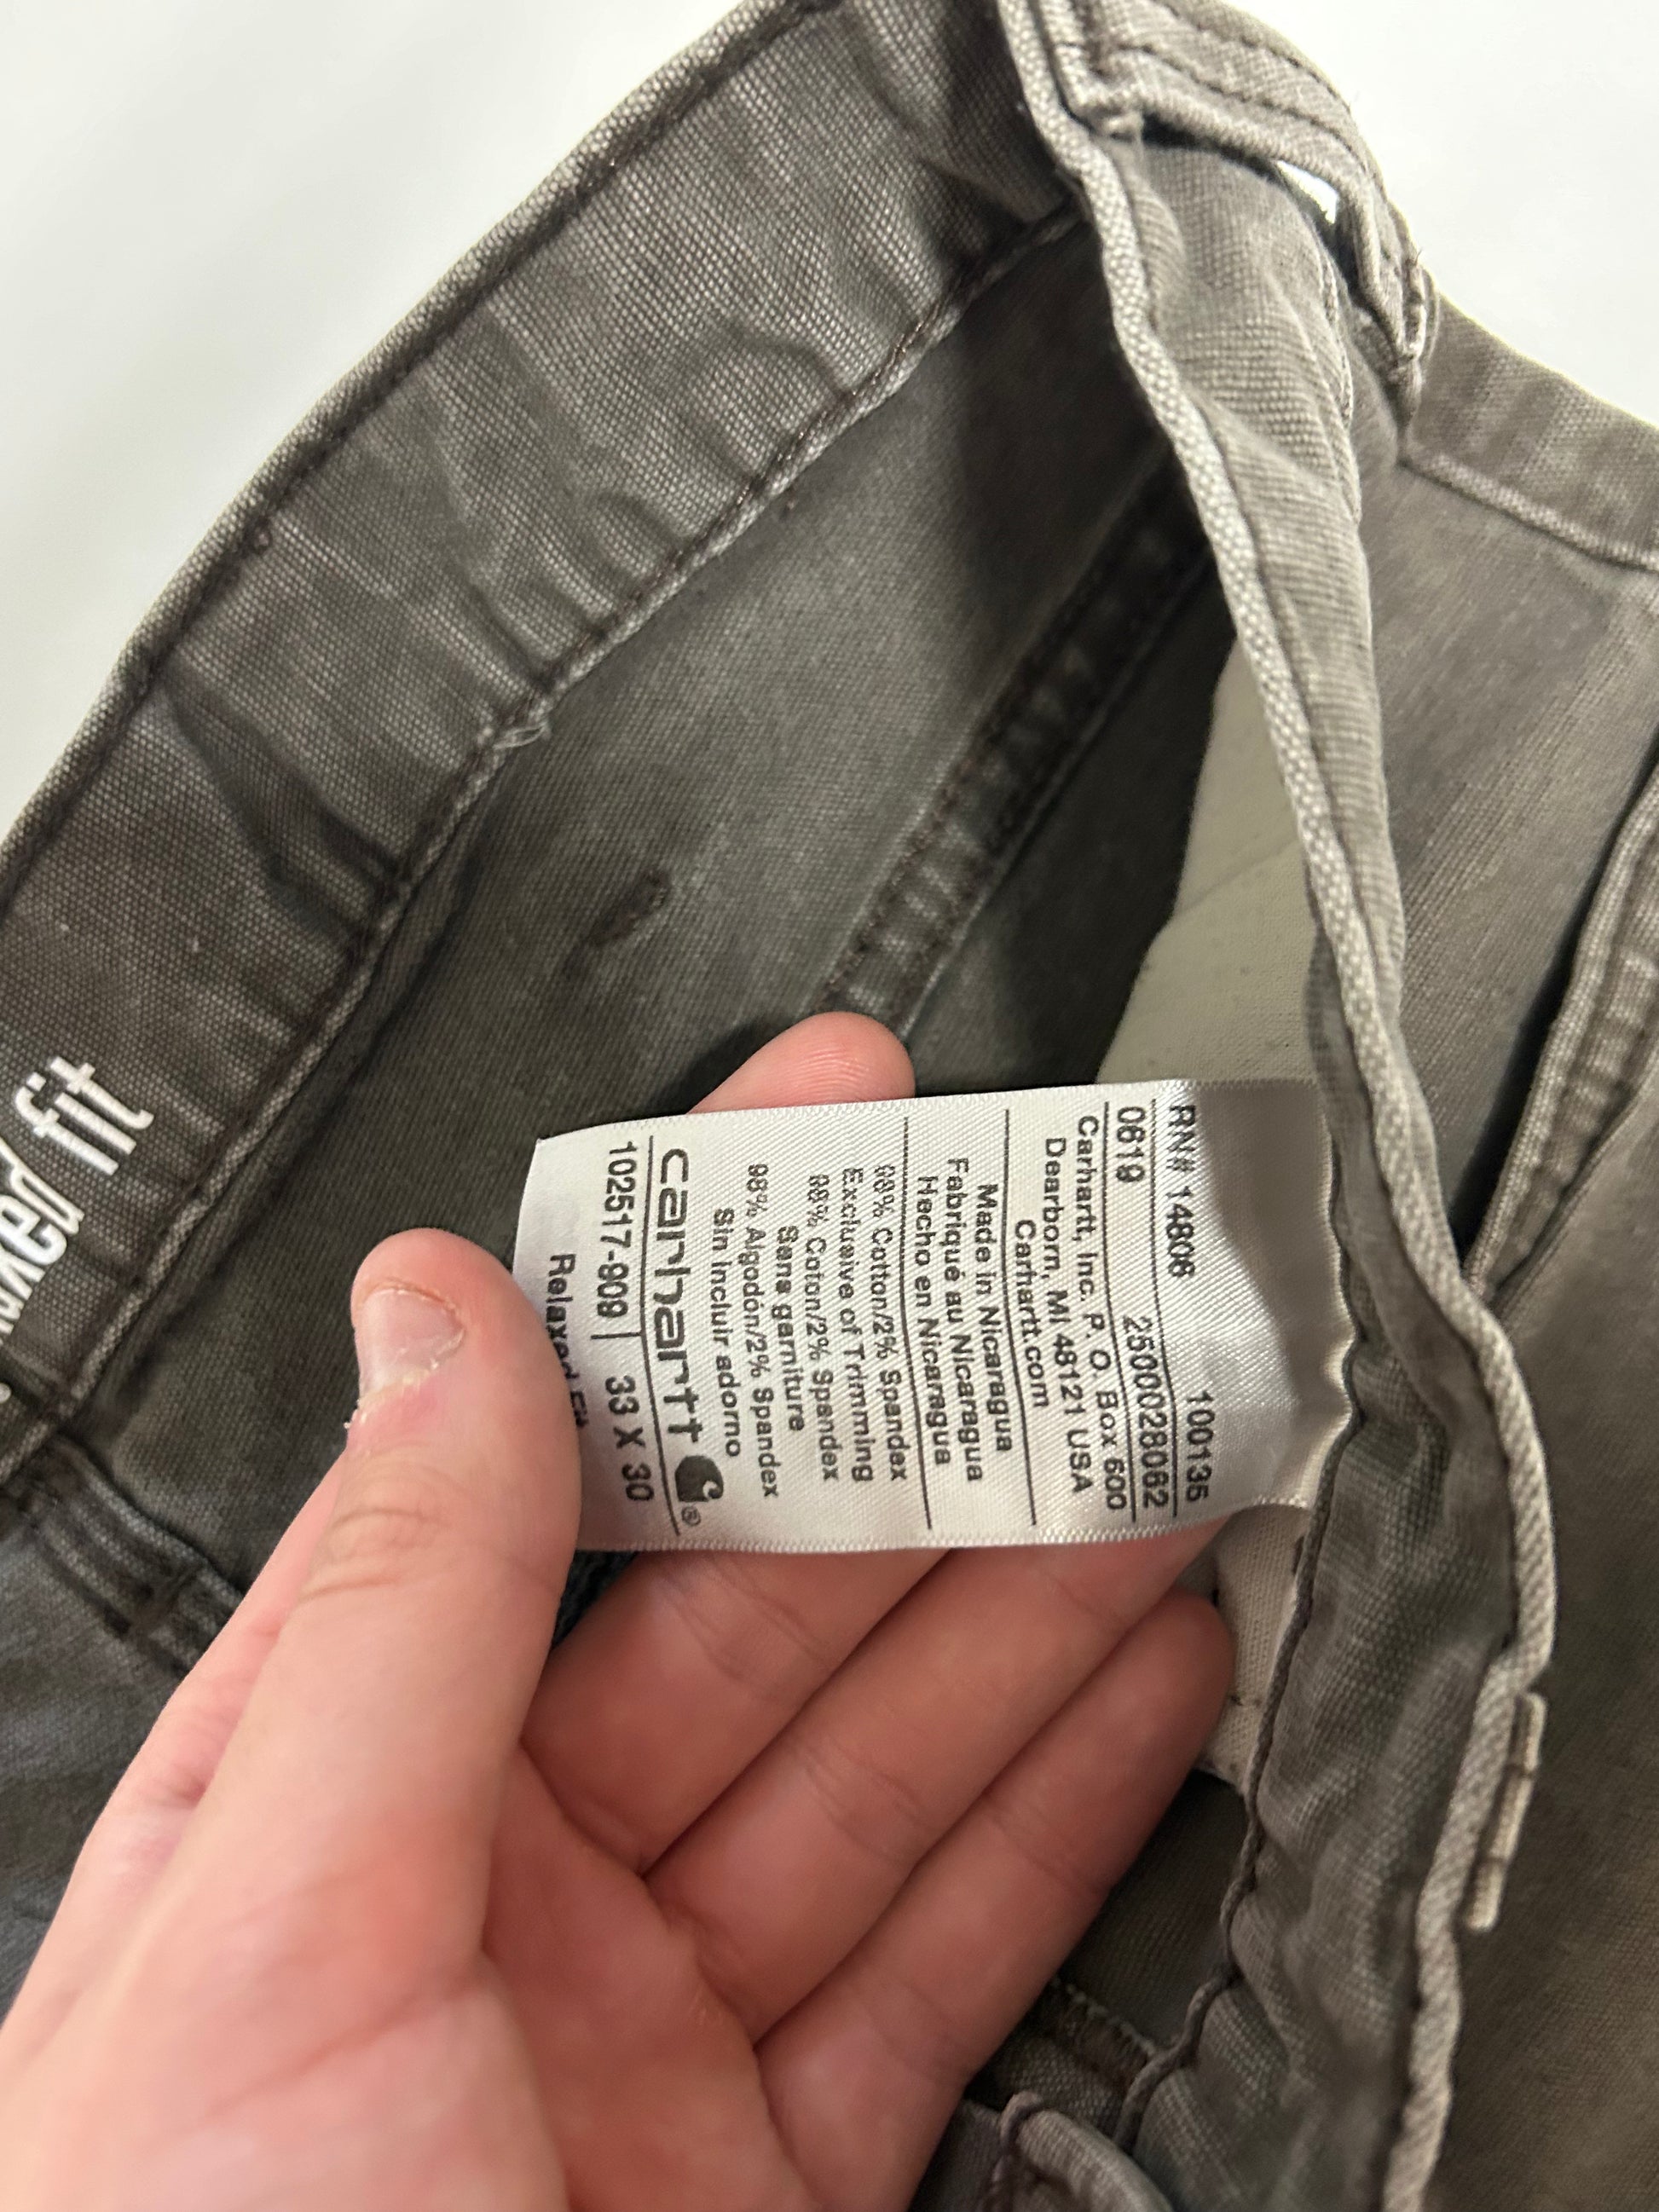 Relaxed Fit
102517-909 | 33 X 30
carhartt ®
98% Cotton/2% Spandex
Exclusive of Trimming
98% Coton/2% Spandex
Sans garniture
98% Algodón/2% Spandex
Sin incluir adorno
Made in Nicaragua
Fabriqué au Nicaragua
Hecho en Nicaragua
Carhartt.com
Carhartt, Inc. P. O. Box 600
Dearborn, MI 48121 USA
0619 2500028062
RN# 14806 100135
fit